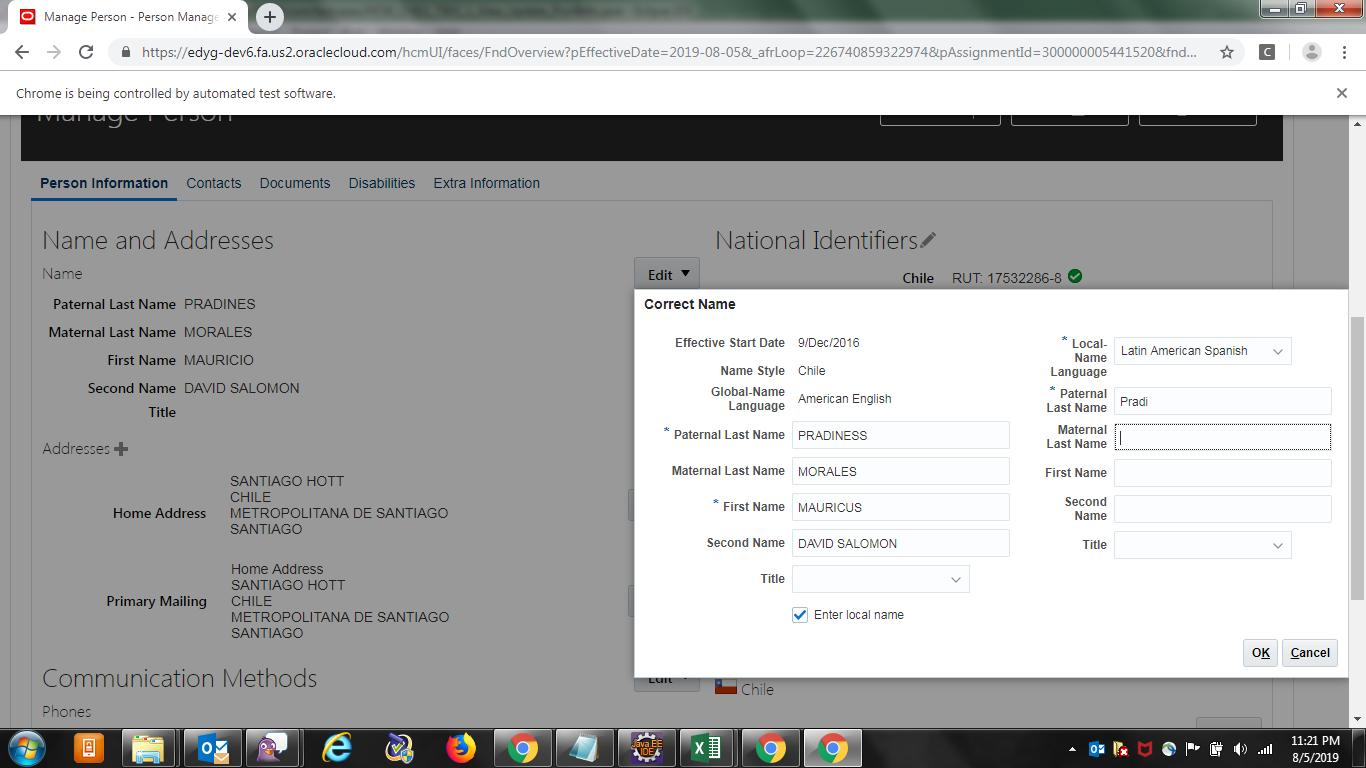 Manage Person - Person Manage
https://edyg-dev6.fa.us2.oraclecloud.com/hcmUI/faces/FndOverview?pEffectiveDate=2019-08-05&_afrLoop=226740859322974&pAssignmentId=300000005441520&fnd...
C
Chrome is being controlled by automated test software.
Manage Person
Person Information Contacts Documents Disabilities Extra Information
Name and Addresses
Name
Edit
Paternal Last Name PRADINES
Maternal Last Name MORALES
First Name MAURICIO
Second Name DAVID SALOMON
Title
Addresses
Home Address
SANTIAGO HOTT
CHILE
METROPOLITANA DE SANTIAGO
SANTIAGO
Primary Mailing
Home Address
SANTIAGO HOTT
CHILE
METROPOLITANA DE SANTIAGO
SANTIAGO
Communication Methods
Edit
Phones
National Identifiers
Chile RUT: 17532286-8
Correct Name
Effective Start Date 9/Dec/2016
Name Style Chile
Global-Name
Language
American English
* Paternal Last Name PRADINESS
Maternal Last Name MORALES
* First Name MAURICUS
Second Name DAVID SALOMON
Title
Enter local name
* Local-
Name
Language
Latin American Spanish
* Paternal
Last Name
Pradi
Maternal
Last Name
First Name
Second
Name
Title
OK Cancel
Chile
Java EE
IDE
11:21 PM
8/5/2019